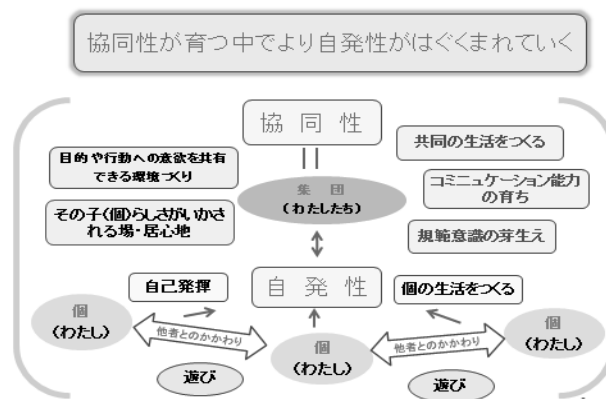 協同性が育つ中でより自発性がはぐくまれていく
協同性
共同の生活をつくる
目的や行動への意欲を共有
できる環境づくり
集団
(わたしたち)
コミニュケーション能力
の育ち
その子(個)らしさがいかさ
れる場・居心地
規範意識の芽生え
自己発揮
自発性
個の生活をつくる
個
(わたし)
他者とのかかわり
個
(わたし)
他者とのかかわり
個
(わたし)
遊び
遊び